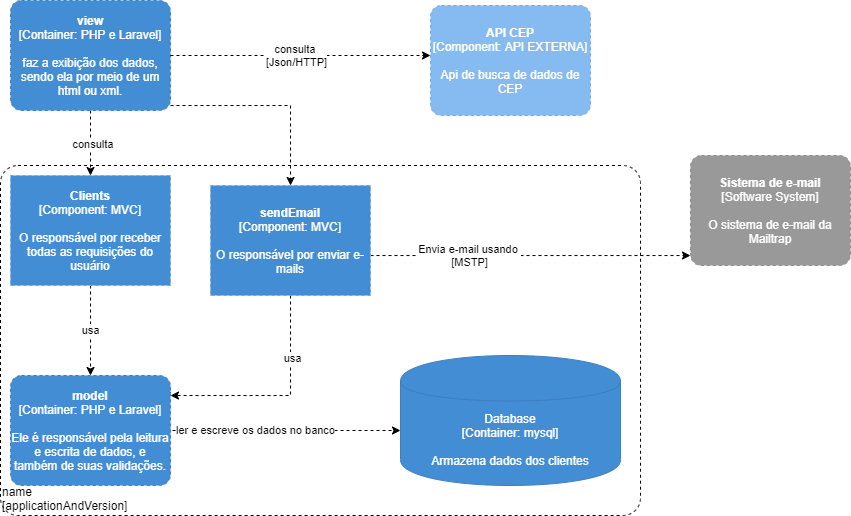 view
[Container: PHP e Laravel]
faz a exibição dos dados,
sendo ela por meio de um
html ou xml.
consulta
[Json/HTTP]
API CEP
[Component: API EXTERNA]
Api de busca de dados de
CEP
consulta
Clients
[Component: MVC]
O responsável por receber
todas as requisições do
usuário
sendEmail
[Component: MVC]
O responsável por enviar e-
mails
Envia e-mail usando
[MSTP]
Sistema de e-mail
[Software System]
O sistema de e-mail da
Mailtrap
usa
usa
model
[Container: PHP e Laravel]
Ele é responsável pela leitura
e escrita de dados, e
também de suas validações.
ler e escreve os dados no banco
Database
[Container: mysql]
Armazena dados dos clientes
name
[applicationAndVersion]